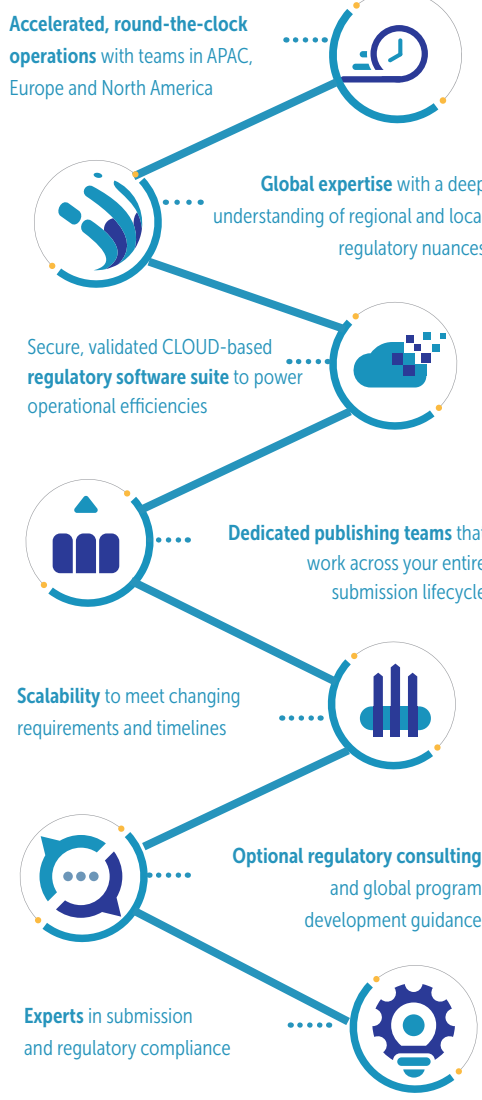 Accelerated, round-the-clock
operations with teams in APAC,
Europe and North America
Global expertise with a deep
understanding of regional and loca
regulatory nuances
Secure, validated CLOUD-based
regulatory software suite to power
operational efficiencies
Dedicated publishing teams that
work across your entire
submission lifecycle
Scalability to meet changing
requirements and timelines
Optional regulatory consulting
and global program
development guidance
Experts in submission
and regulatory compliance